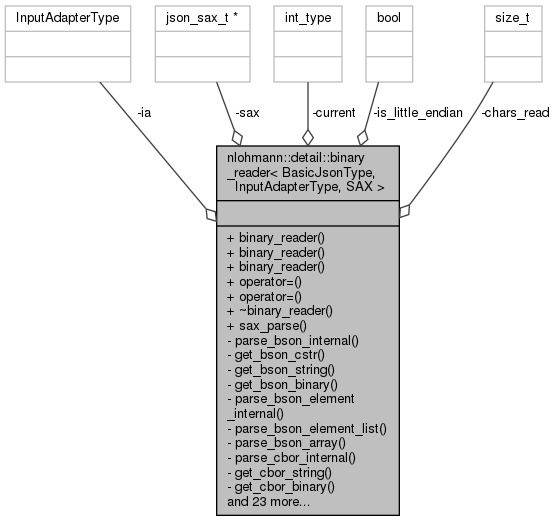 InputAdapterType
json_sax_t *
int_type
bool
size_t
-ia
-sax
-current
-is_little_endian
-chars_read
nlohmann::detail::binary
_reader< BasicJsonType,
InputAdapterType, SAX >
+ binary_reader()
+ binary_reader()
+ binary_reader()
+ operator=()
+ operator=()
+ ~binary_reader()
+ sax_parse()
- parse_bson_internal()
- get_bson_cstr()
- get_bson_string()
- get_bson_binary()
- parse_bson_element
_internal()
- parse_bson_element_list()
- parse_bson_array()
- parse_cbor_internal()
- get_cbor_string()
- get_cbor_binary()
and 23 more...